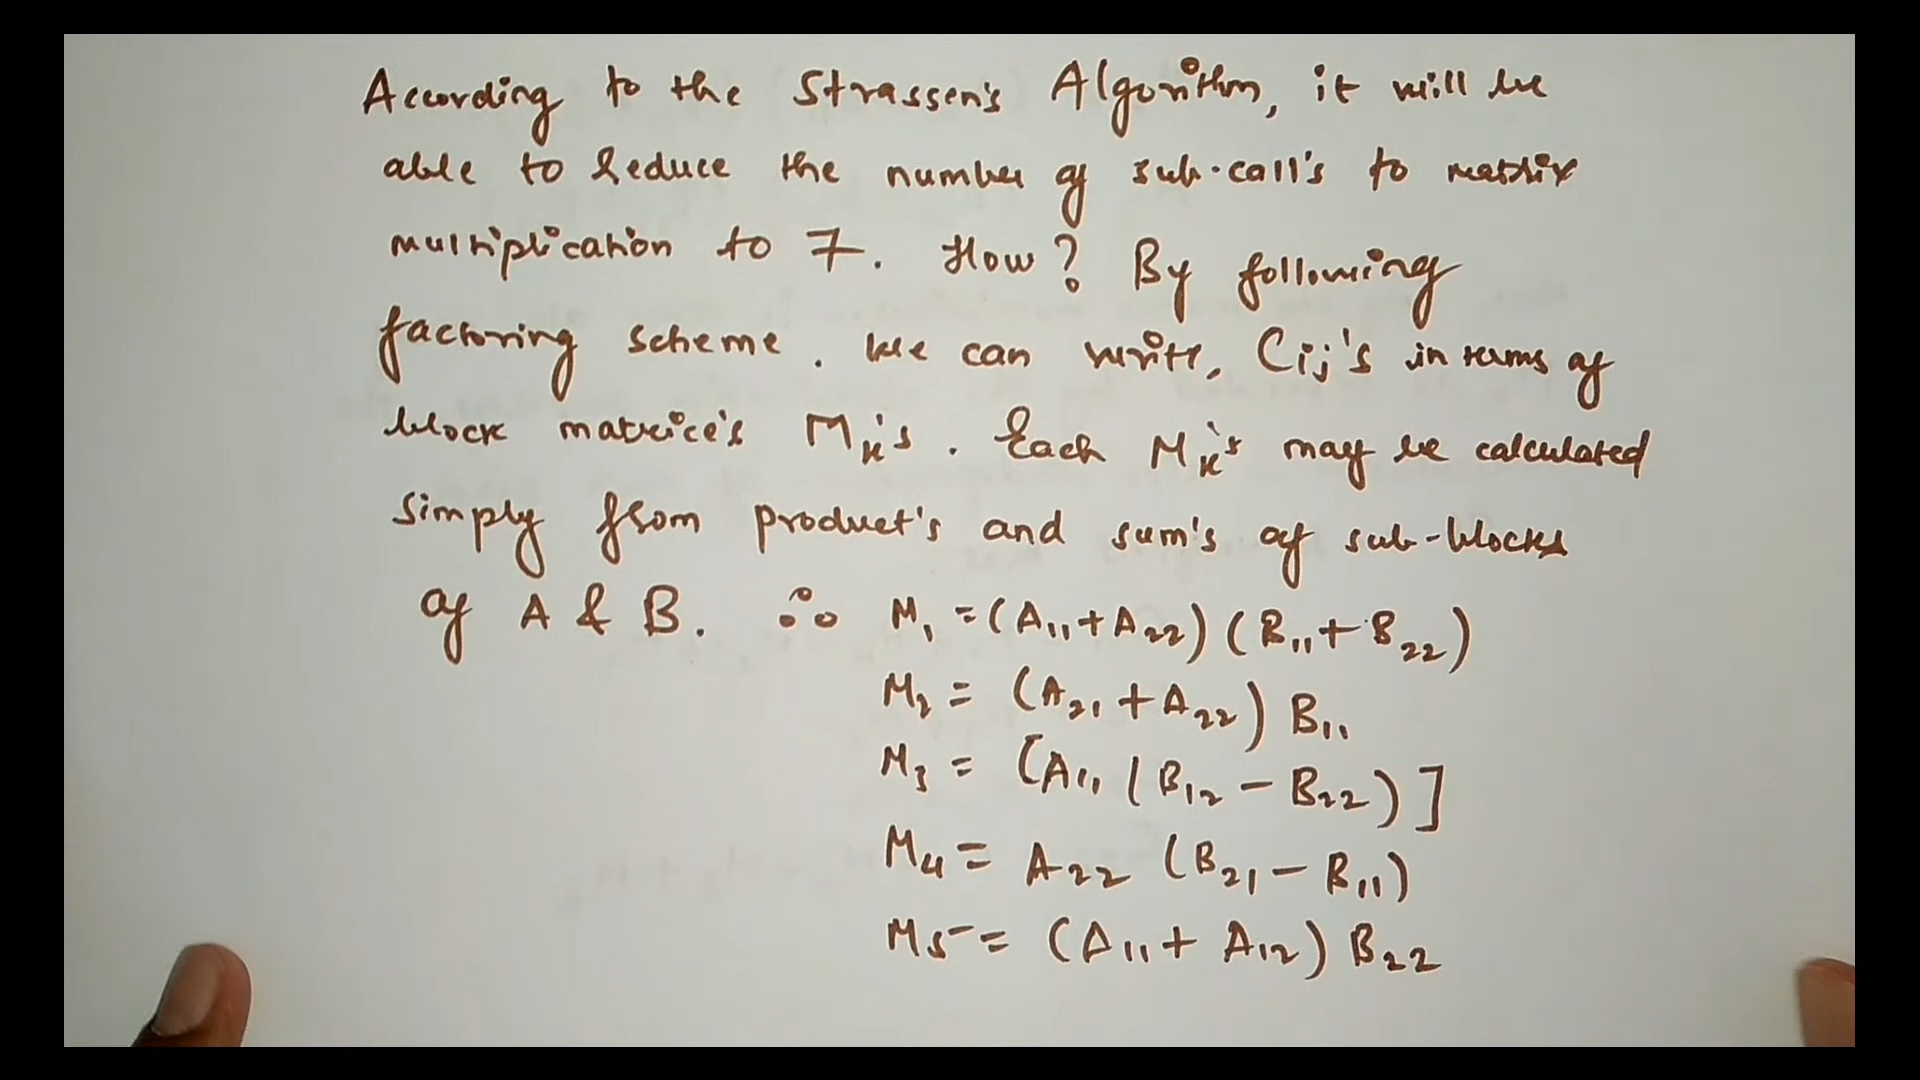 According to the Strassen's Algorithm, it will be
able to Reduce the number of sub-call's to matrix
multiplication to 7. How? By following
factoring scheme. We can write, Cij's in terms of
block matrice's Mk's. Each Mk's may be calculated
simply from product's and sum's of sub-blocks
of A & B. ∴ M₁ = (A₁₁+A₂₂) (B₁₁+B₂₂)
M₂ = (A₂₁+A₂₂) B₁₁
M₃ = [A₁₁ (B₁₂ - B₂₂)]
M₄ = A₂₂ (B₂₁ - B₁₁)
M₅ = (A₁₁ + A₁₂) B₂₂